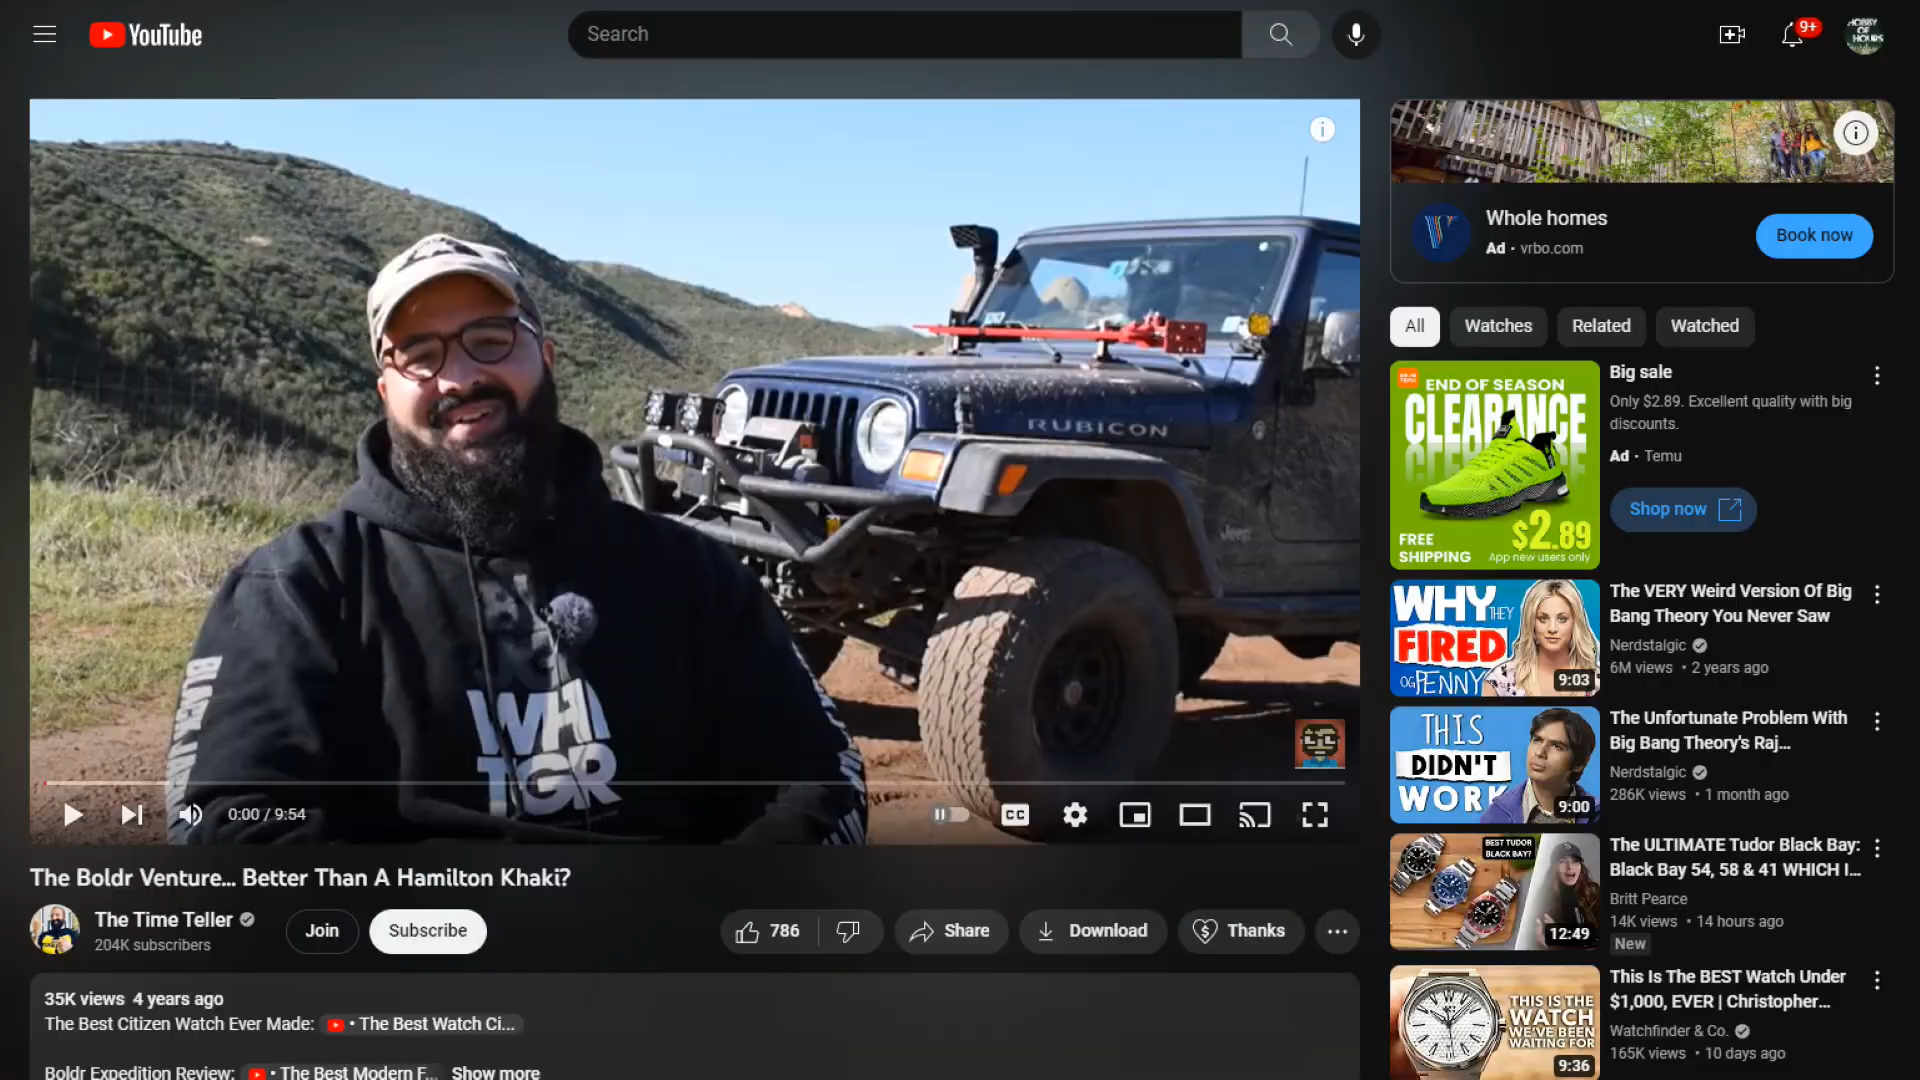 YouTube
Search
9+
HOBBY
OF
HOURS
RUBICON
Jeep
WHI
TGR
0:00 / 9:54
CC
The Boldr Venture... Better Than A Hamilton Khaki?
The Time Teller
204K subscribers
Join
Subscribe
786
Share
Download
Thanks
35K views 4 years ago
The Best Citizen Watch Ever Made: • The Best Watch Ci...
Boldr Expedition Review: • The Best Modern F... Show more
Whole homes
Ad • vrbo.com
Book now
All
Watches
Related
Watched
END OF SEASON
CLEARANCE
FREE
SHIPPING
$2.89
App new users only
Big sale
Only $2.89. Excellent quality with big
discounts.
Ad • Temu
Shop now
WHY THEY
FIRED
OG PENNY
9:03
The VERY Weird Version Of Big
Bang Theory You Never Saw
Nerdstalgic
6M views • 2 years ago
THIS
DIDN'T
WORK
9:00
The Unfortunate Problem With
Big Bang Theory's Raj...
Nerdstalgic
286K views • 1 month ago
BEST TUDOR
BLACK BAY?
12:49
The ULTIMATE Tudor Black Bay:
Black Bay 54, 58 & 41 WHICH I...
Britt Pearce
14K views • 14 hours ago
New
THIS IS THE
WATCH
WE'VE BEEN
WAITING FOR
9:36
This Is The BEST Watch Under
$1,000, EVER | Christopher...
Watchfinder & Co.
165K views • 10 days ago